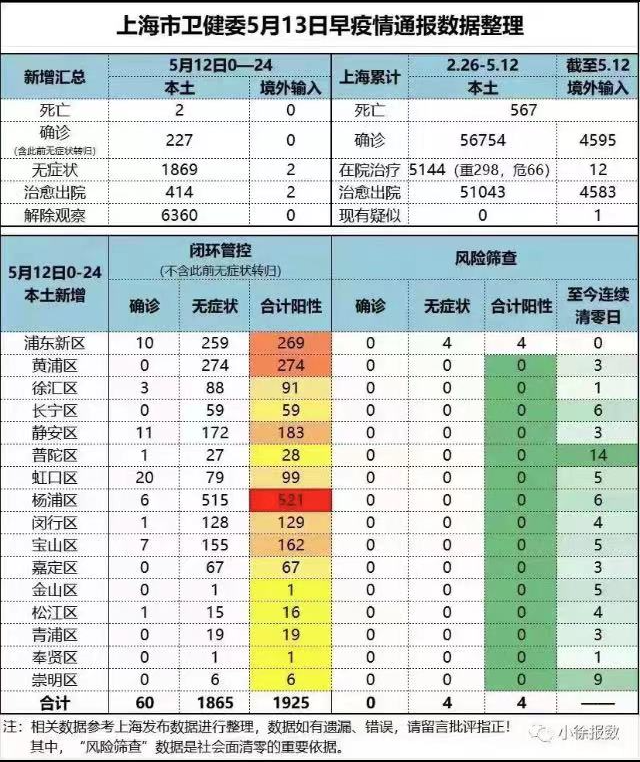 上海市卫健委5月13日早疫情通报数据整理
新增汇总 5月12日0—24 上海累计 2.26-5.12 截至5.12
本土 境外输入 本土 境外输入
死亡 2 0 死亡 567
确诊 227 0 确诊 56754 4595
(含此前无症状转归)
无症状 1869 2 在院治疗 5144（重298，危66） 12
治愈出院 414 2 治愈出院 51043 4583
解除观察 6360 0 现有疑似 0 1
5月12日0-24 闭环管控 风险筛查
本土新增 (不含此前无症状转归)
确诊 无症状 合计阳性 确诊 无症状 合计阳性 至今连续
清零日
浦东新区 10 259 269 0 4 4 0
黄浦区 0 274 274 0 0 0 3
徐汇区 3 88 91 0 0 0 1
长宁区 0 59 59 0 0 0 6
静安区 11 172 183 0 0 0 3
普陀区 1 27 28 0 0 0 14
虹口区 20 79 99 0 0 0 5
杨浦区 6 515 521 0 0 0 6
闵行区 1 128 129 0 0 0 4
宝山区 7 155 162 0 0 0 5
嘉定区 0 67 67 0 0 0 3
金山区 0 1 1 0 0 0 5
松江区 1 15 16 0 0 0 4
青浦区 0 19 19 0 0 0 3
奉贤区 0 1 1 0 0 0 1
崇明区 0 6 6 0 0 0 9
合计 60 1865 1925 0 4 4 ——
注：相关数据参考上海发布数据进行整理，数据如有遗漏、错误，请留言批评指正！
其中，“风险筛查”数据是社会面清零的重要依据。
小徐报数